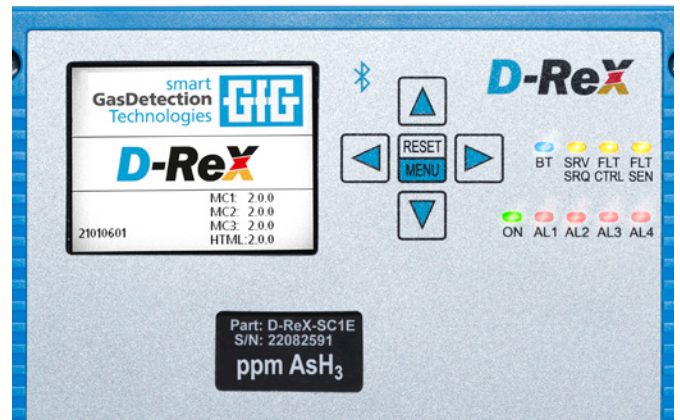 smart
GasDetection
Technologies
GfG
D-ReX
MC1: 2.0.0
MC2: 2.0.0
MC3: 2.0.0
21010601
HTML:2.0.0
RESET
MENU
D-ReX
BT SRV FLT FLT
SRQ CTRL SEN
ON AL1 AL2 AL3 AL4
Part: D-ReX-SC1E
S/N: 22082591
ppm AsH₃